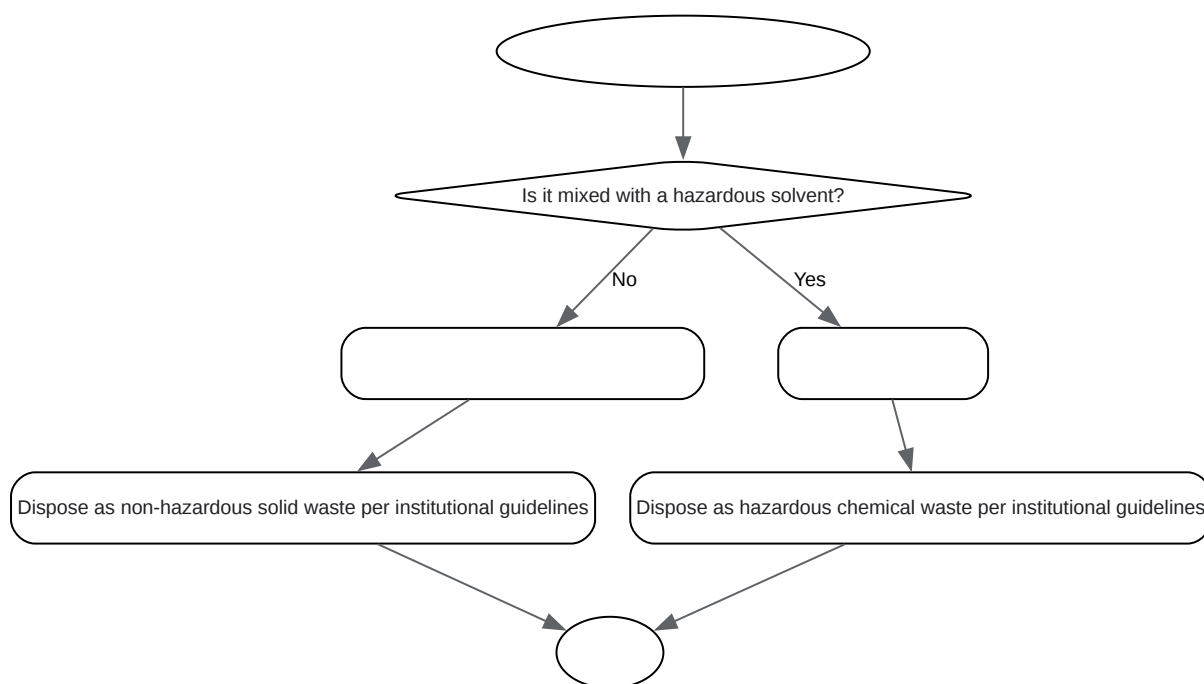 Is it mixed with a hazardous solvent?
No
Yes
Dispose as non-hazardous solid waste per institutional guidelines
Dispose as hazardous chemical waste per institutional guidelines